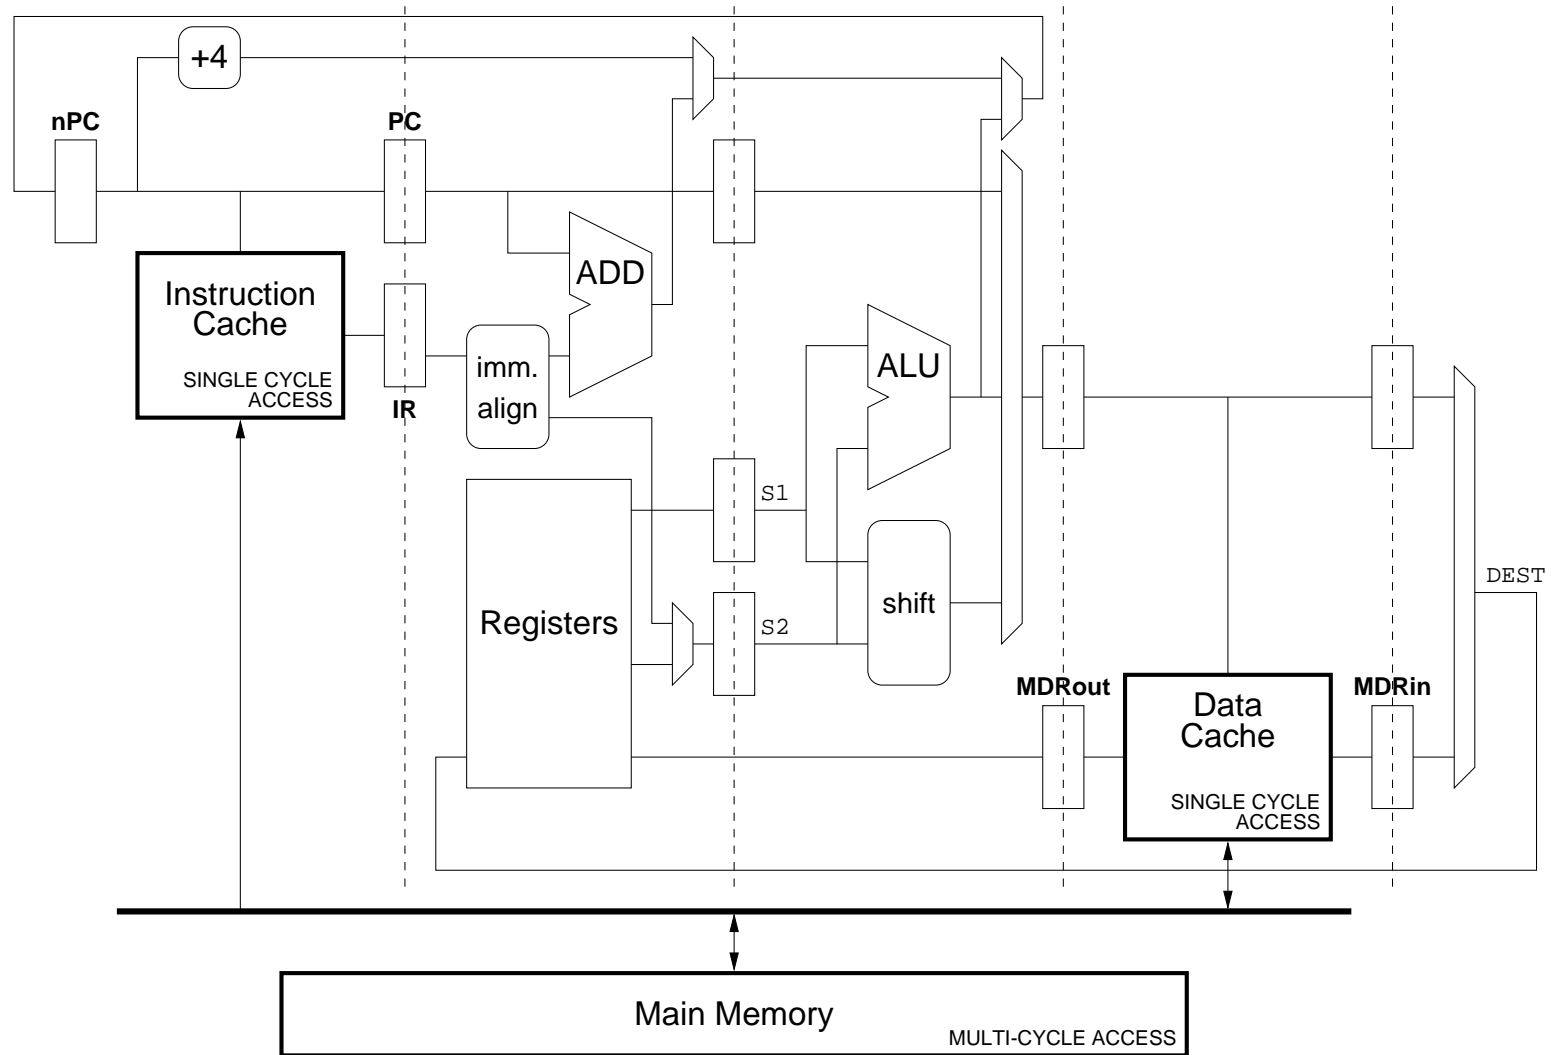 +4
nPC
PC
ADD
Instruction
Cache
SINGLE CYCLE
ACCESS
IR
imm.
align
ALU
S1
shift
S2
Registers
DEST
MDRout
MDRin
Data
Cache
SINGLE CYCLE
ACCESS
Main Memory
MULTI-CYCLE ACCESS